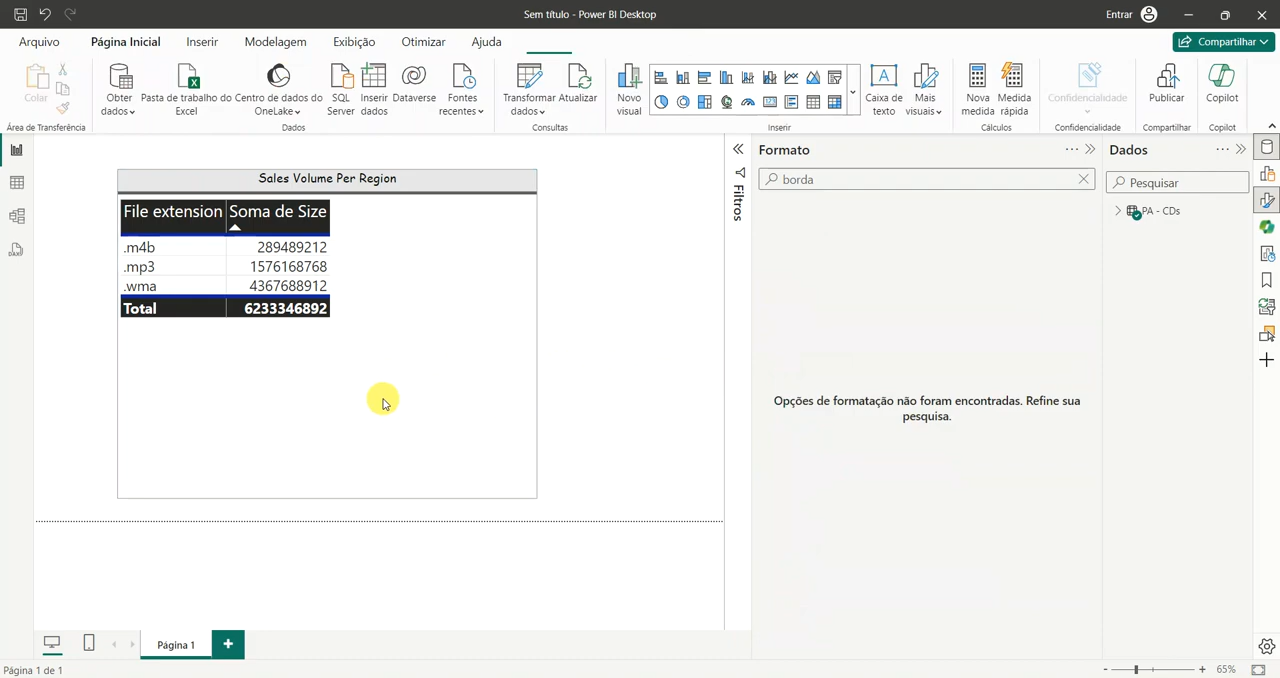 Sem título - Power BI Desktop
Entrar
Arquivo
Página Inicial
Inserir
Modelagem
Exibição
Otimizar
Ajuda
Compartilhar
Colar
Área de Transferência
Obter dados
Pasta de trabalho do Excel
Centro de dados do OneLake
SQL Server
Inserir dados
Dataverse
Fontes recentes
Dados
Transformar dados
Atualizar
Consultas
Novo visual
Caixa de texto
Mais visuais
Inserir
Nova medida
Medida rápida
Cálculos
Confidencialidade
Confidencialidade
Publicar
Compartilhar
Copilot
Copilot
Sales Volume Per Region
File extension Soma de Size
.m4b 289489212
.mp3 1576168768
.wma 4367688912
Total 6233346892
Filtros
Formato
borda
Opções de formatação não foram encontradas. Refine sua
pesquisa.
Dados
Pesquisar
PA - CDs
Página 1
Página 1 de 1
65%